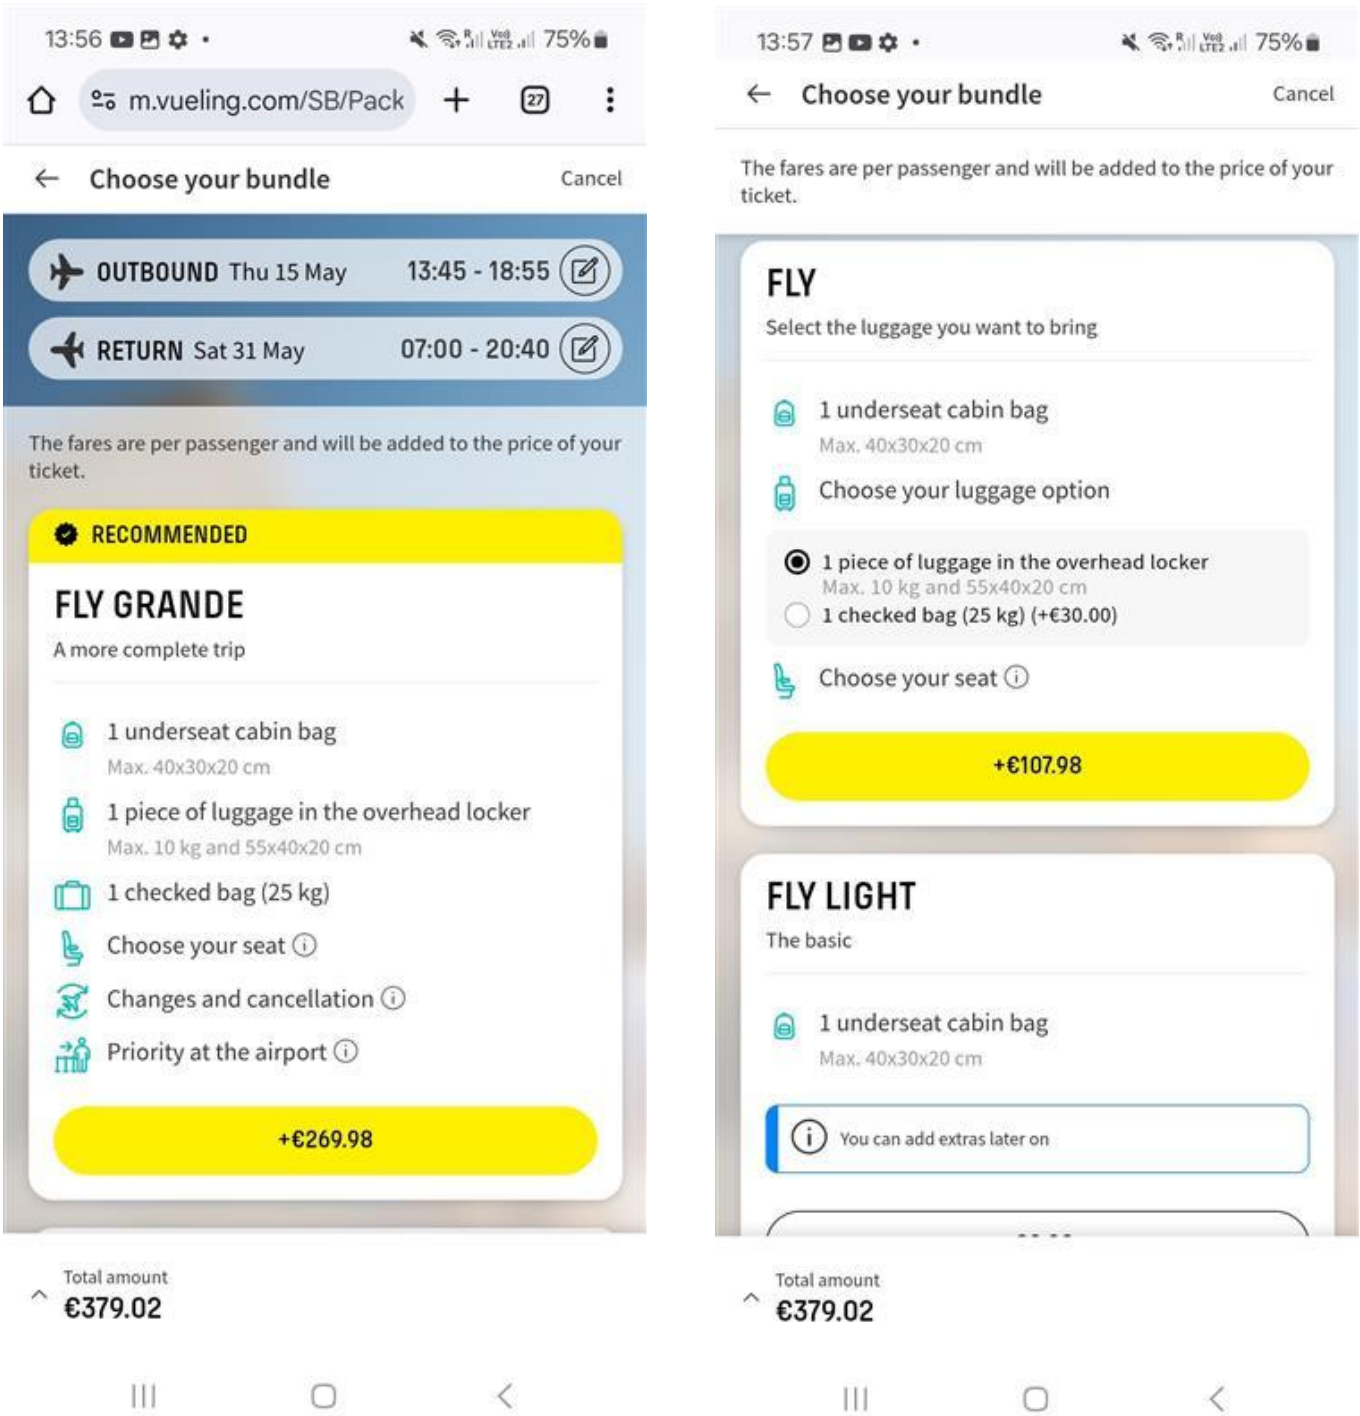 13:56
75%
m.vueling.com/SB/Pack
27
Choose your bundle
Cancel
OUTBOUND Thu 15 May 13:45 - 18:55
RETURN Sat 31 May 07:00 - 20:40
The fares are per passenger and will be added to the price of your
ticket.
RECOMMENDED
FLY GRANDE
A more complete trip
1 underseat cabin bag
Max. 40x30x20 cm
1 piece of luggage in the overhead locker
Max. 10 kg and 55x40x20 cm
1 checked bag (25 kg)
Choose your seat
Changes and cancellation
Priority at the airport
+€269.98
Total amount
€379.02
13:57
75%
Choose your bundle
Cancel
The fares are per passenger and will be added to the price of your
ticket.
FLY
Select the luggage you want to bring
1 underseat cabin bag
Max. 40x30x20 cm
Choose your luggage option
1 piece of luggage in the overhead locker
Max. 10 kg and 55x40x20 cm
1 checked bag (25 kg) (+€30.00)
Choose your seat
+€107.98
FLY LIGHT
The basic
1 underseat cabin bag
Max. 40x30x20 cm
You can add extras later on
Total amount
€379.02